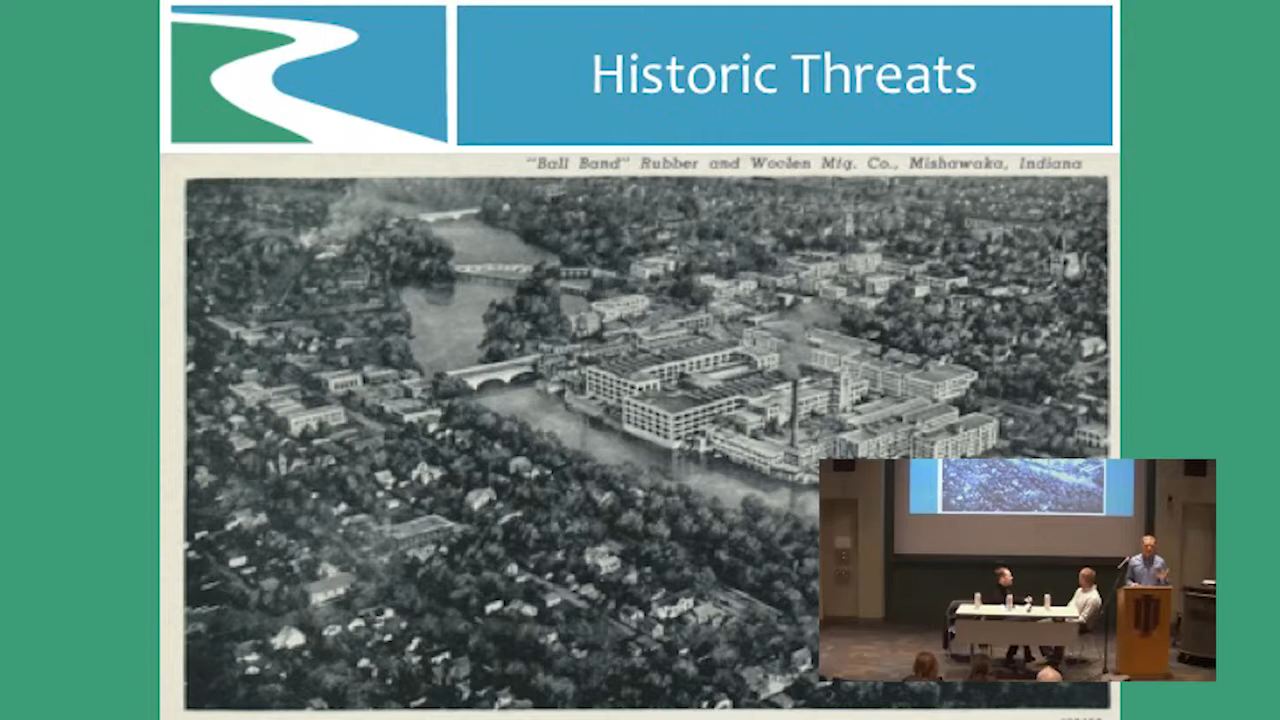 Historic Threats
"Ball Band" Rubber and Woolen Mfg. Co., Mishawaka, Indiana